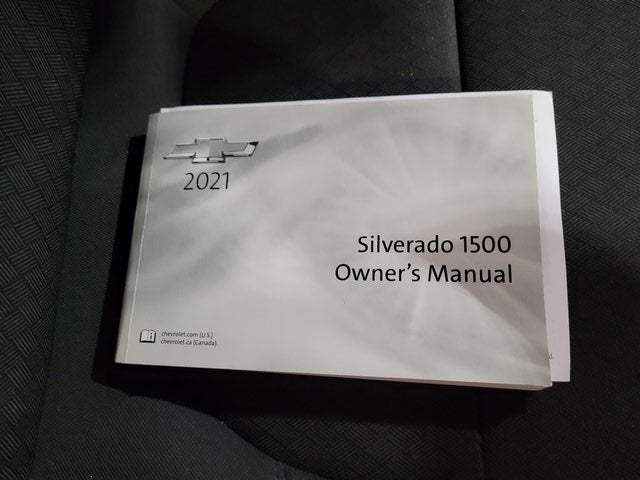 2021
Silverado 1500
Owner's Manual
chevrolet.com (U.S.)
chevrolet.ca (Canada)